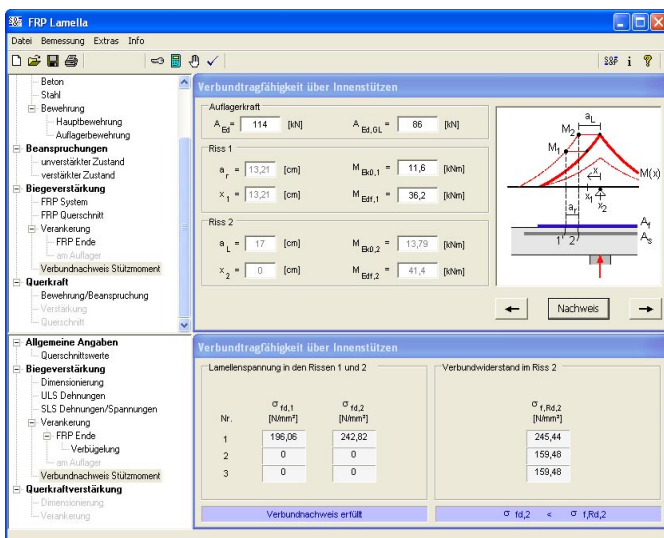 S&F FRP Lamella
Datei Bemessung Extras Info
S&F i ?
Beton
Stahl
Bewehrung
Hauptbewehrung
Auflagerbewehrung
Beanspruchungen
unverstärkter Zustand
verstärkter Zustand
Biegeverstärkung
FRP System
FRP Querschnitt
Verankerung
FRP Ende
am Auflager
Verbundnachweis Stützmoment
Querkraft
Bewehrung/Beanspruchung
Verstärkung
Querschnitt
Verbundtragfähigkeit über Innenstützen
Auflagerkraft
A Ed = 114 [kN] A Ed,GL = 86 [kN]
Riss 1
a r = 13,21 [cm] M Ek0,1 = 11,6 [kNm]
x 1 = 13,21 [cm] M Edf,1 = 36,2 [kNm]
Riss 2
a L = 17 [cm] M Ek0,2 = 13,79 [kNm]
x 2 = 0 [cm] M Edf,2 = 41,4 [kNm]
a L
M2
M1
M(x)
x
x1
x2
a r
A f
A s
1 2
Nachweis
Allgemeine Angaben
Querschnittswerte
Biegeverstärkung
Dimensionierung
ULS Dehnungen
SLS Dehnungen/Spannungen
Verankerung
FRP Ende
Verbügelung
am Auflager
Verbundnachweis Stützmoment
Querkraftverstärkung
Dimensionierung
Verankerung
Verbundtragfähigkeit über Innenstützen
Lamellenspannung in den Rissen 1 und 2
σ fd,1 σ fd,2
Nr. [N/mm²] [N/mm²]
1 196,06 242,82
2 0 0
3 0 0
Verbundnachweis erfüllt
Verbundwiderstand im Riss 2
σ f,Rd,2
[N/mm²]
245,44
159,48
159,48
σ fd,2 < σ f,Rd,2